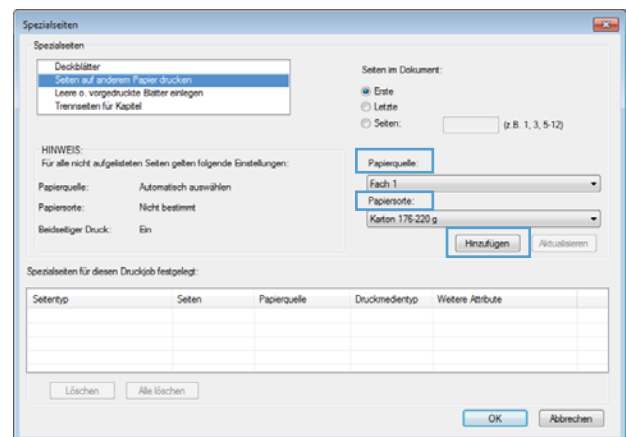 Spezialseiten
Spezialseiten
Deckblätter
Seiten auf anderem Papier drucken
Leere o. vorgedruckte Blätter einlegen
Trennseiten für Kapitel
Seiten im Dokument:
Erste
Letzte
Seiten:
(z.B. 1, 3, 5-12)
HINWEIS:
Für alle nicht aufgelisteten Seiten gelten folgende Einstellungen:
Papierquelle: Automatisch auswählen
Papiersorte: Nicht bestimmt
Beidseitiger Druck: Ein
Papierquelle:
Fach 1
Papiersorte:
Karton 176-220 g
Hinzufügen Aktualisieren
Spezialseiten für diesen Druckjob festgelegt:
Seitentyp Seiten Papierquelle Druckmedientyp Weitere Attribute
Löschen Alle löschen
OK Abbrechen